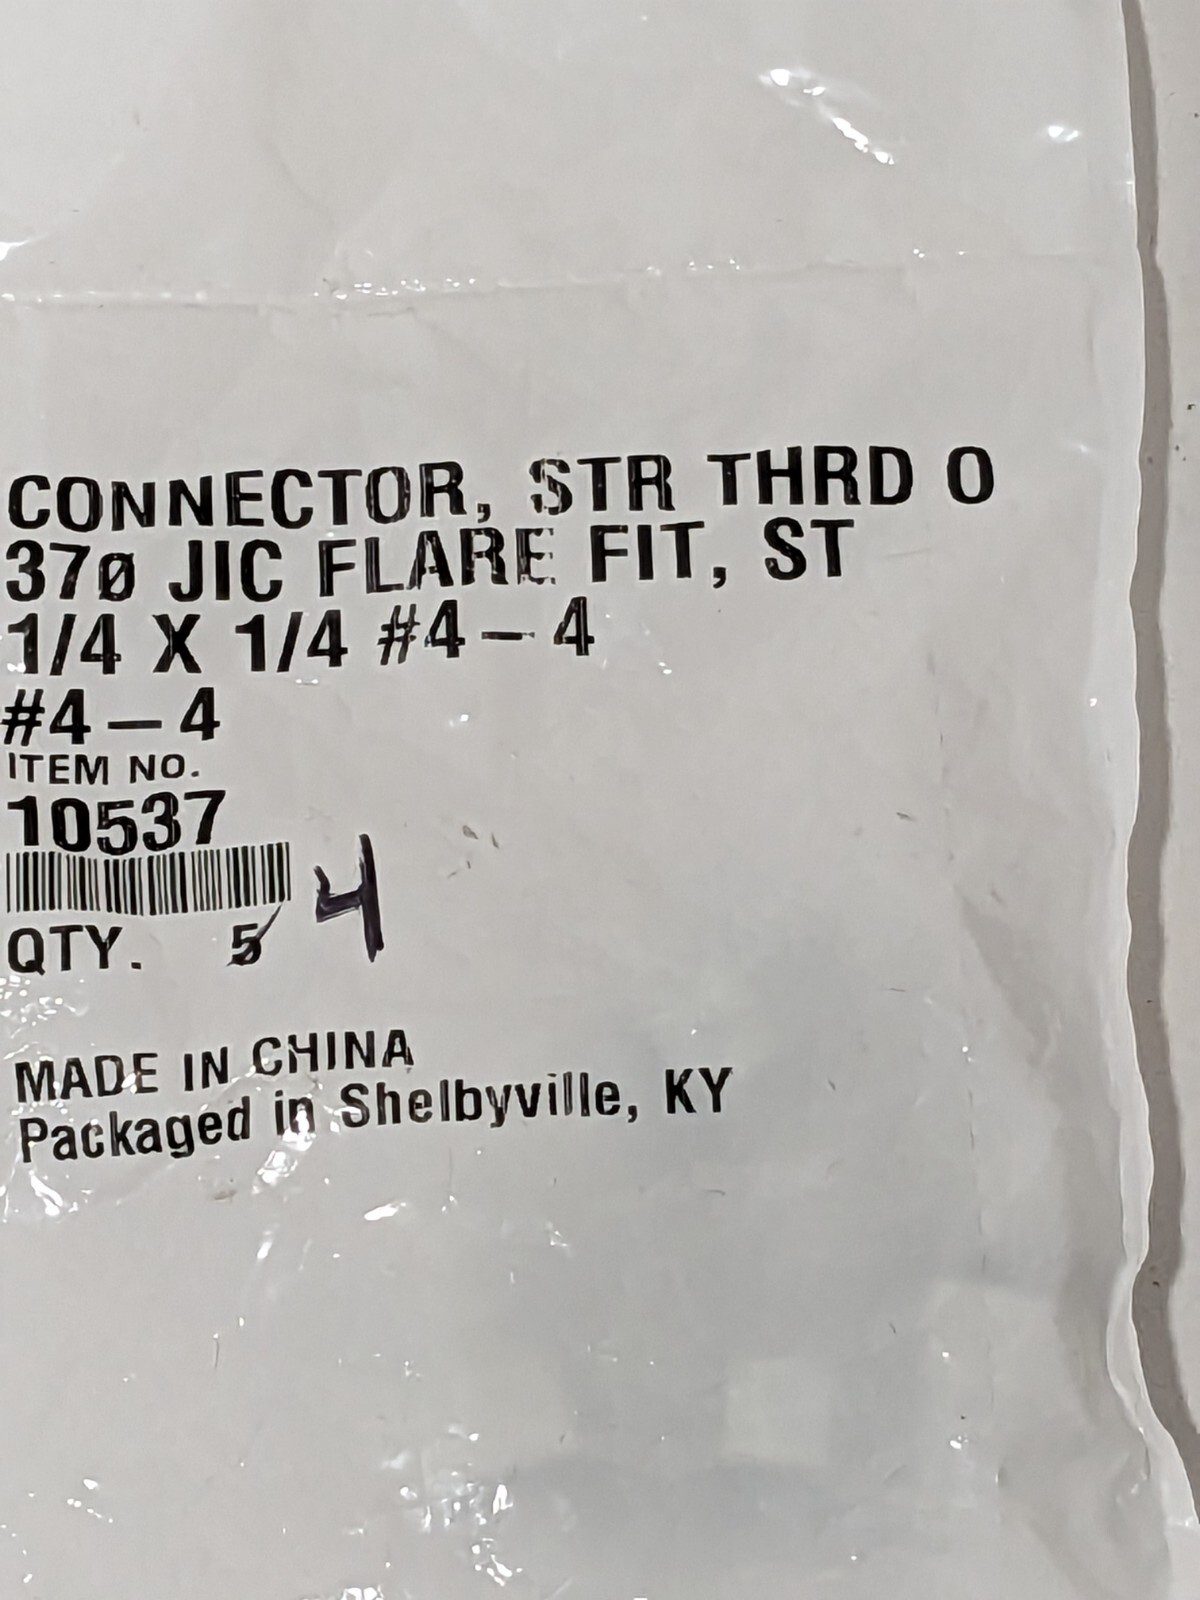 CONNECTOR, STR THRD O
37ø JIC FLARE FIT, ST
1/4 X 1/4 #4-4
#4-4
ITEM NO.
10537
QTY. 5 4
MADE IN CHINA
Packaged in Shelbyville, KY